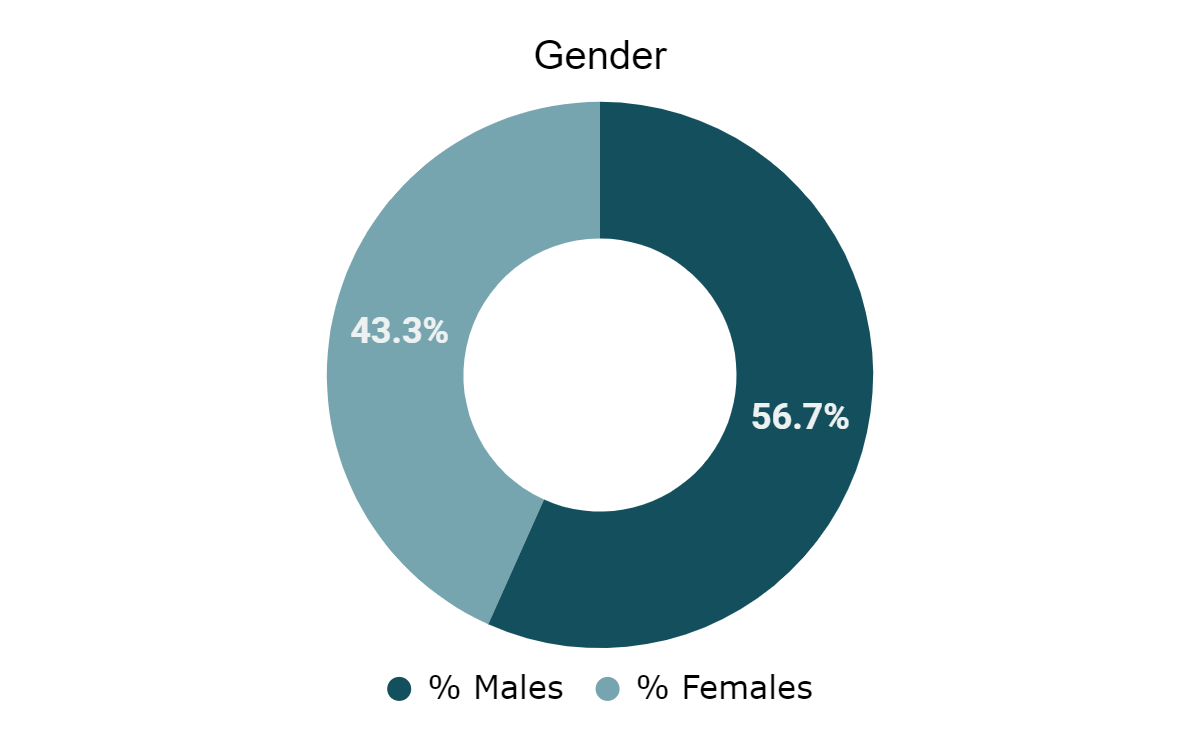 Gender
43.3%
56.7%
% Males
% Females